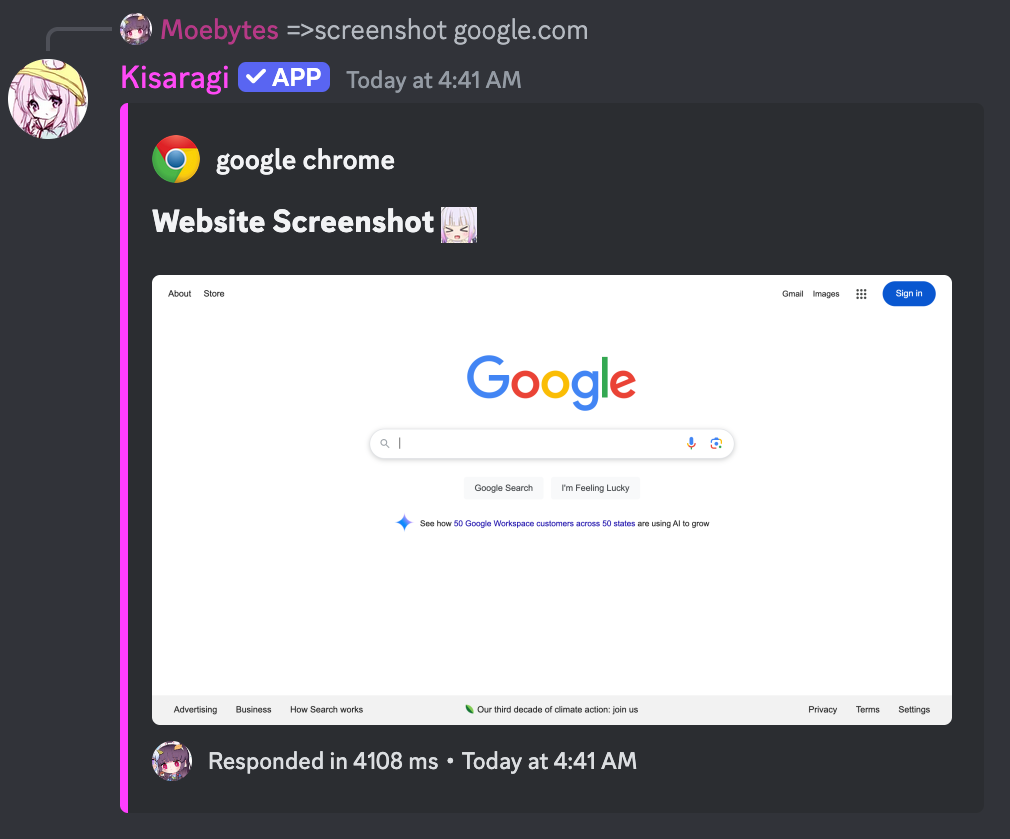 Moebytes =>screenshot google.com
Kisaragi ✓ APP Today at 4:41 AM
google chrome
Website Screenshot
About Store Gmail Images Sign in
Google
Google Search I'm Feeling Lucky
See how 50 Google Workspace customers across 50 states are using AI to grow
Advertising Business How Search works Our third decade of climate action: join us Privacy Terms Settings
Responded in 4108 ms • Today at 4:41 AM